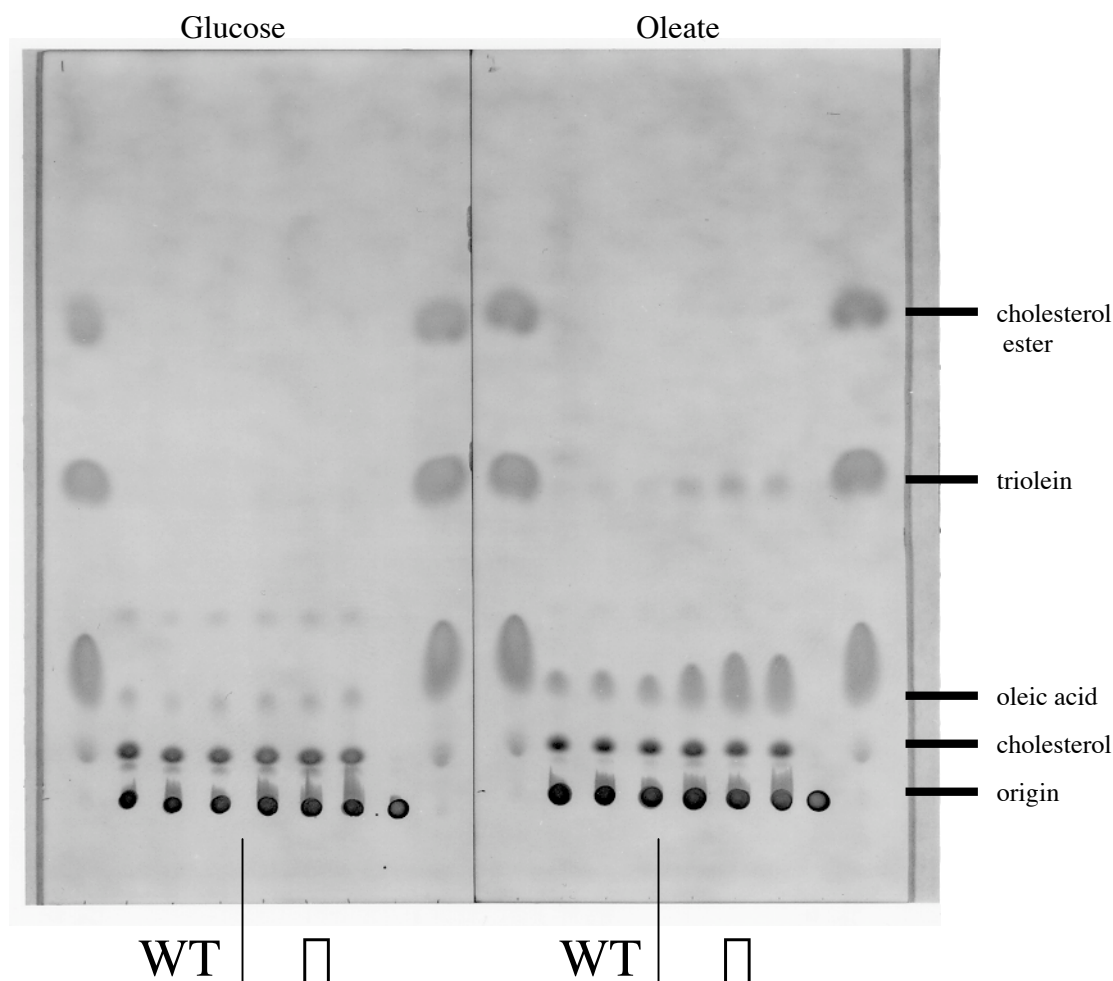 Glucose
Oleate
cholesterol
ester
triolein
oleic acid
cholesterol
origin
WT
WT